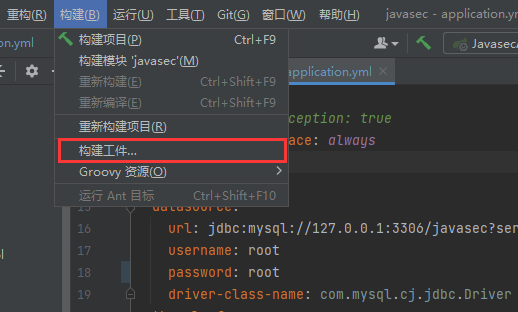 重构(R) 构建(B) 运行(U) 工具(T) Git(G) 窗口(W) 帮助(H) javasec - application.ym
cation.yml
构建项目(P) Ctrl+F9
JavasecA
构建模块 'javasec'(M)
重新构建(E) Ctrl+Shift+F9
application.yml
重新编译(E) Ctrl+Shift+F9
ception: true
重新构建项目(R)
ace: always
构建工件...
Groovy 资源(O)
运行 Ant 目标 Ctrl+Shift+F10
15 datasource:
16 url: jdbc:mysql://127.0.0.1:3306/javasec?ser
17 username: root
18 password: root
19 driver-class-name: com.mysql.cj.jdbc.Driver